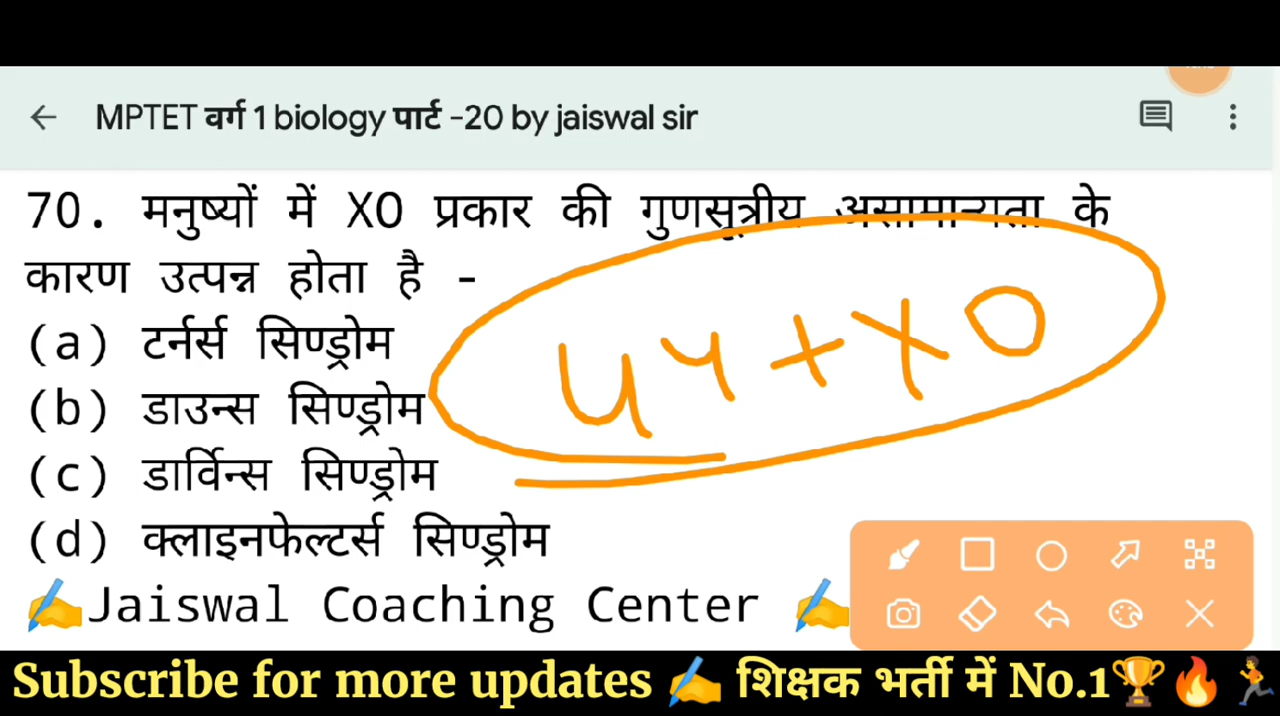 MPTET वर्ग 1 biology पार्ट -20 by jaiswal sir
70. मनुष्यों में XO प्रकार की गुणसूत्रीय असामान्यता के
कारण उत्पन्न होता है -
(a) टर्नर्स सिण्ड्रोम
44+XO
(b) डाउन्स सिण्ड्रोम
(c) डार्विन्स सिण्ड्रोम
(d) क्लाइनफेल्टर्स सिण्ड्रोम
✍️Jaiswal Coaching Center ✍️
Subscribe for more updates ✍️ शिक्षक भर्ती में No.1🏆🔥🏃